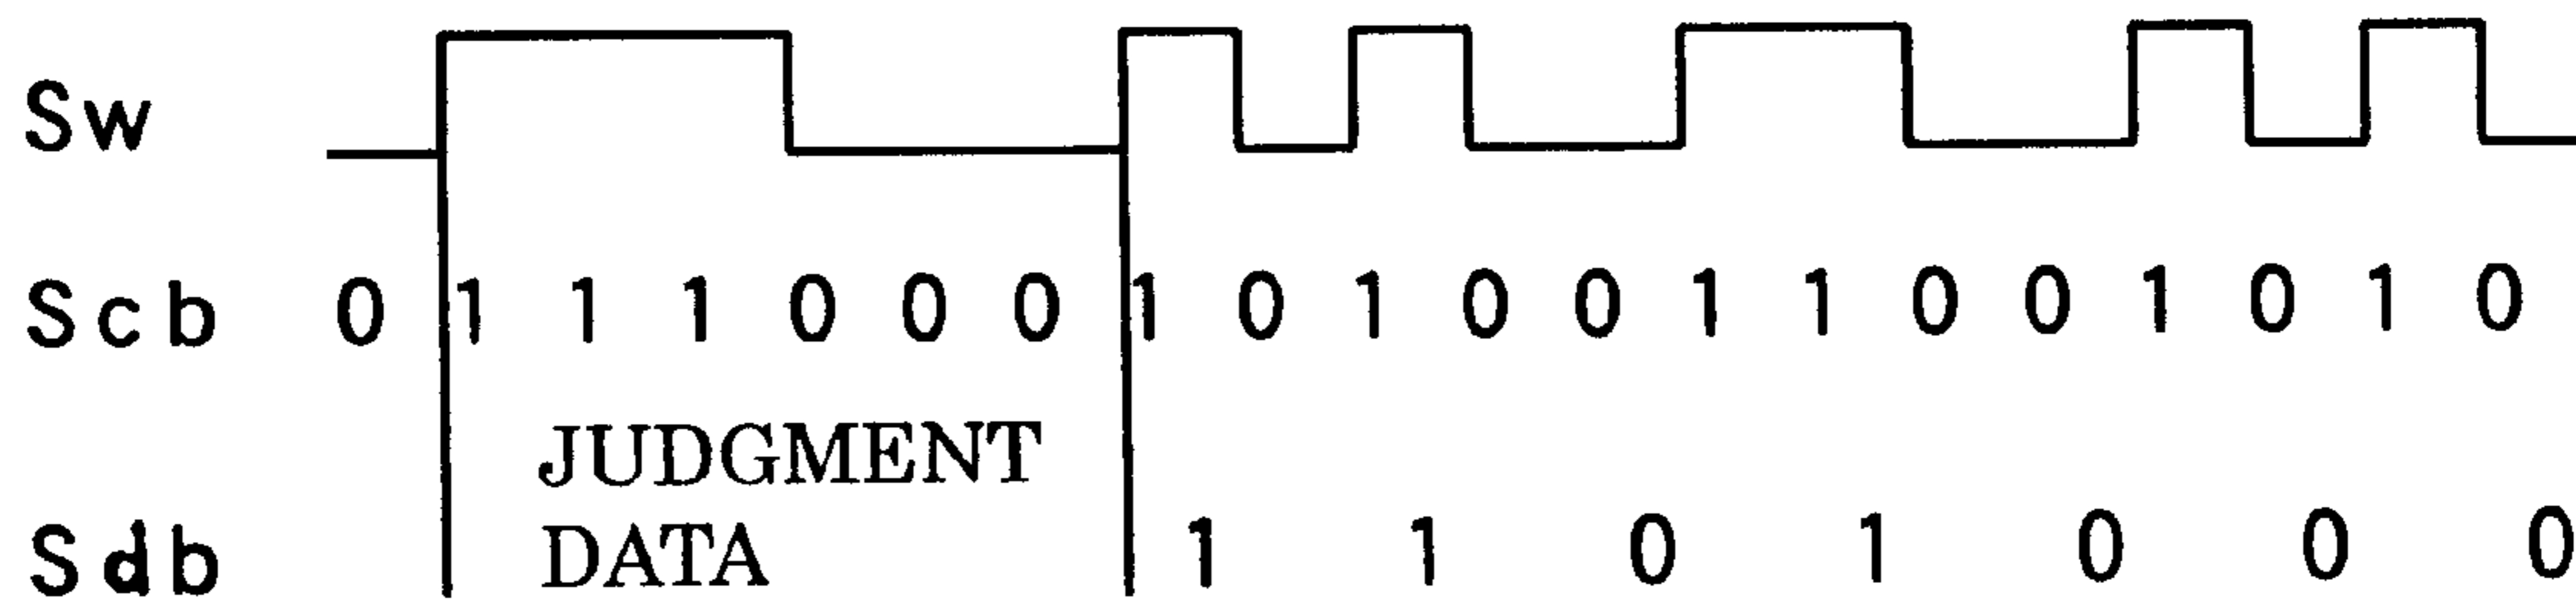 Sw
Scb 0 1 1 1 0 0 0 1 0 1 0 0 1 1 0 0 1 0 1 0
JUDGMENT
Sdb DATA 1 1 0 1 0 0 0